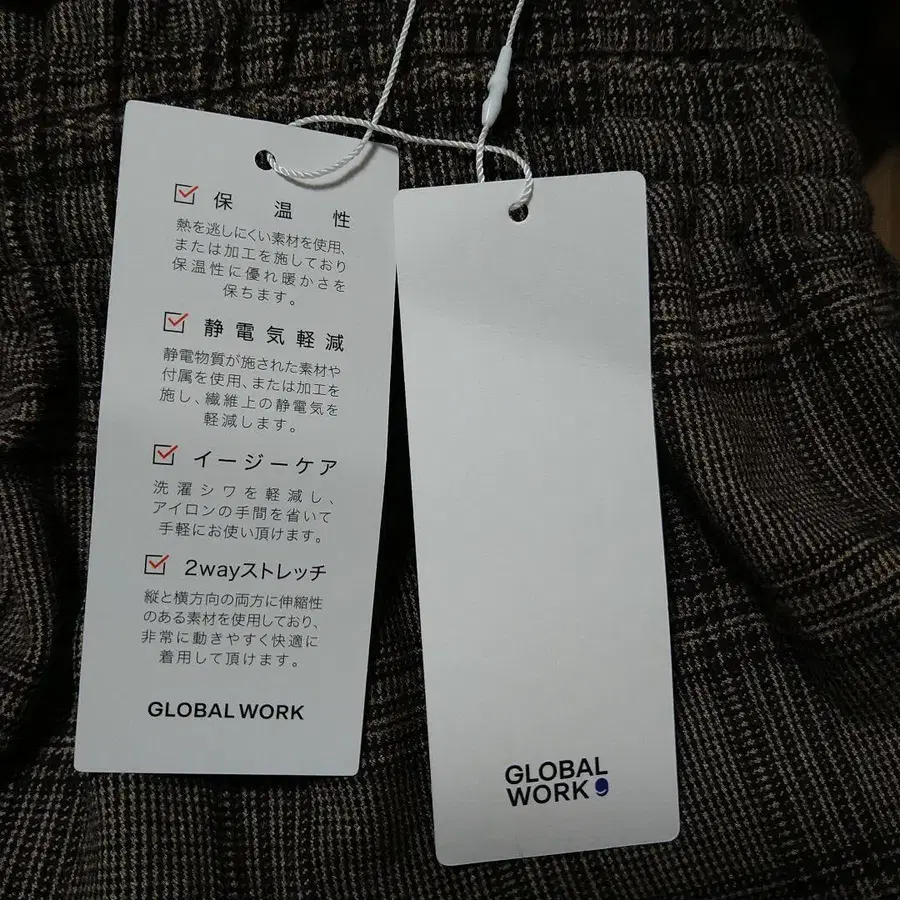 保温性
熱を逃しにくい素材を使用、
または加工を施しており
保温性に優れ暖かさを
保ちます。
静電気軽減
静電物質が施された素材や
付属を使用、または加工を
施し、繊維上の静電気を
軽減します。
イージーケア
洗濯シワを軽減し、
アイロンの手間を省いて
手軽にお使い頂けます。
2wayストレッチ
縦と横方向の両方に伸縮性
のある素材を使用しており、
非常に動きやすく快適に
着用して頂けます。
GLOBAL WORK
GLOBAL
WORK